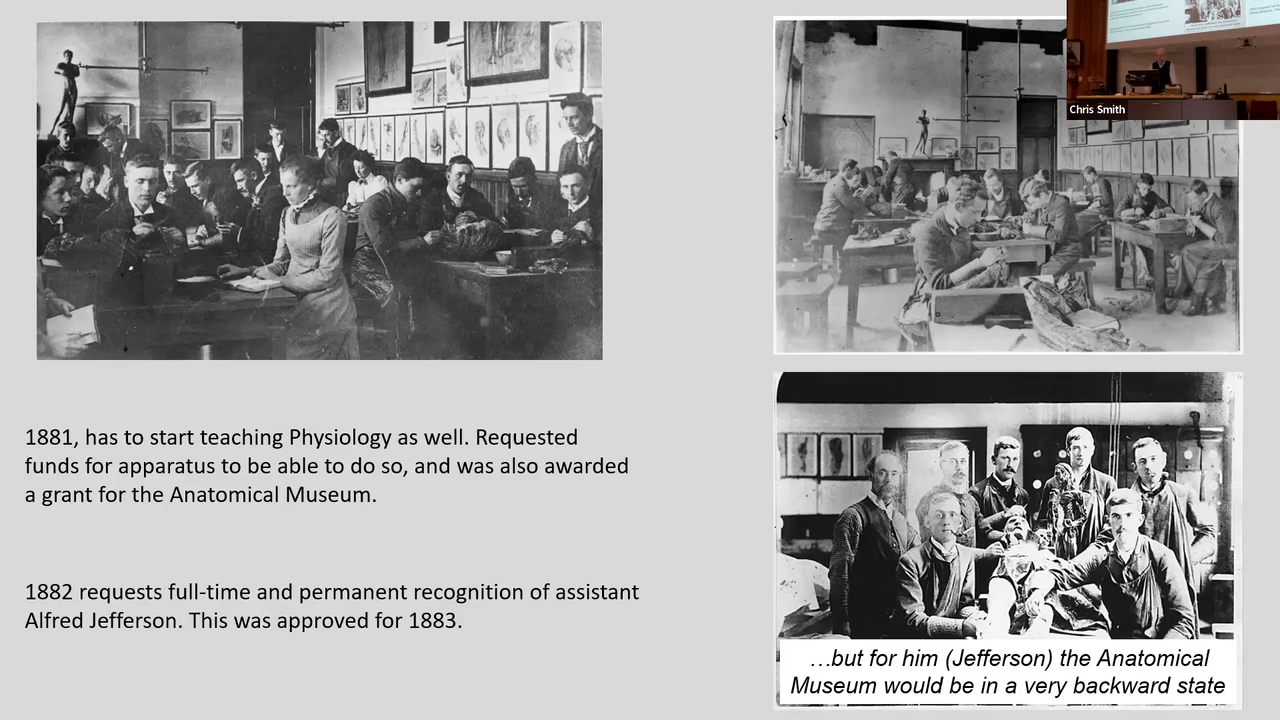 Chris Smith
1881, has to start teaching Physiology as well. Requested
funds for apparatus to be able to do so, and was also awarded
a grant for the Anatomical Museum.
1882 requests full-time and permanent recognition of assistant
Alfred Jefferson. This was approved for 1883.
…but for him (Jefferson) the Anatomical
Museum would be in a very backward state